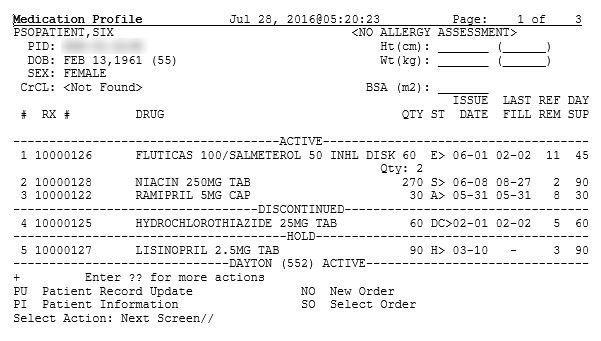 Medication Profile            Jul 28, 2016@05:20:23          Page:    1 of    3
PSOPATIENT,SIX                                 <NO ALLERGY ASSESSMENT>
  PID:                                              Ht(cm): _______ (______)
  DOB: FEB 13,1961 (55)                             Wt(kg): _______ (______)
  SEX: FEMALE
 CrCL: <Not Found>                                BSA (m2): _______
                                                             ISSUE  LAST REF DAY
 #  RX #         DRUG                                 QTY ST  DATE  FILL REM SUP
-------------------------------------ACTIVE-------------------------------------
 1 10000126      FLUTICAS 100/SALMETEROL 50 INHL DISK 60  E> 06-01 02-02  11  45
                                                   Qty: 2
 2 10000128      NIACIN 250MG TAB                     270 S> 06-08 08-27   2  90
 3 10000122      RAMIPRIL 5MG CAP                      30 A> 05-31 05-31   8  30
----------------------------------DISCONTINUED----------------------------------
 4 10000125      HYDROCHLOROTHIAZIDE 25MG TAB          60 DC>02-01 02-02   5  60
--------------------------------------HOLD--------------------------------------
 5 10000127      LISINOPRIL 2.5MG TAB                  90 H> 03-10   -     3  90
------------------------------DAYTON (552) ACTIVE-------------------------------
+         Enter ?? for more actions
PU  Patient Record Update               NO  New Order
PI  Patient Information                 SO  Select Order
Select Action: Next Screen//